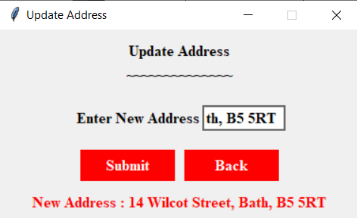 Update Address
Update Address
~~~~~~~~~~~~~~~
Enter New Address th, B5 5RT
Submit Back
New Address : 14 Wilcot Street, Bath, B5 5RT